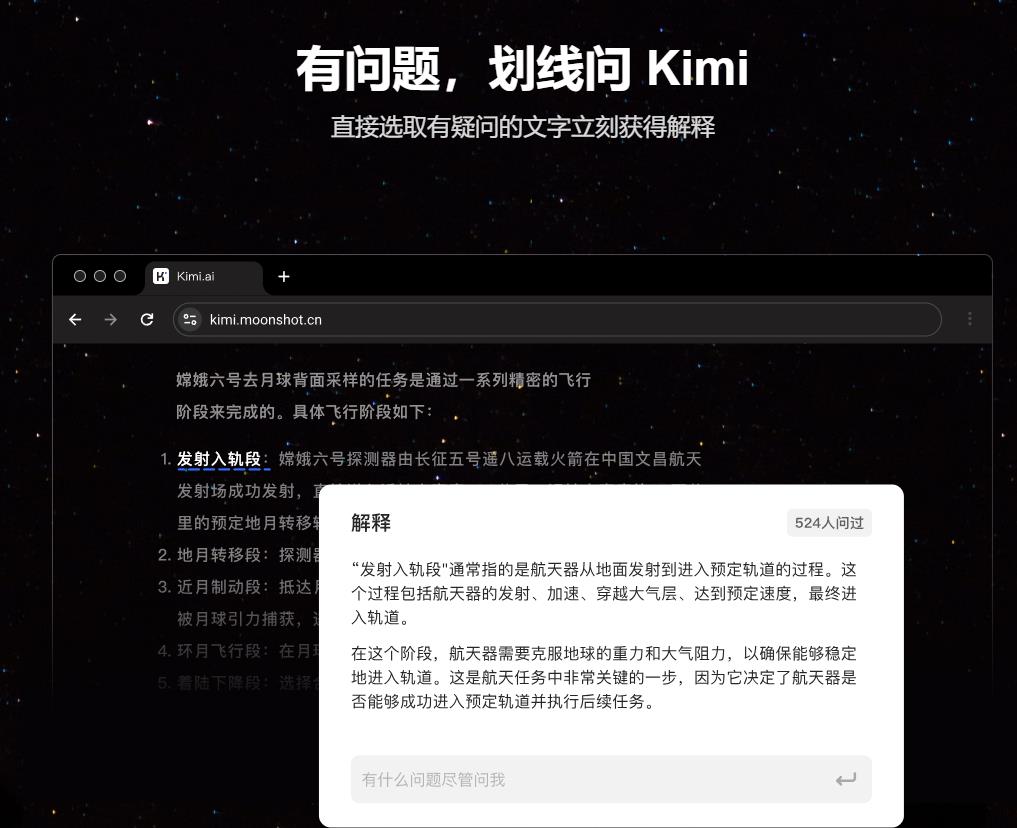 有问题，划线问 Kimi
直接选取有疑问的文字立刻获得解释
Kimi.ai
kimi.moonshot.cn
嫦娥六号去月球背面采样的任务是通过一系列精密的飞行
阶段来完成的。具体飞行阶段如下：
1. 发射入轨段：嫦娥六号探测器由长征五号遥八运载火箭在中国文昌航天
发射场成功发射，
里的预定地月转移轨
2. 地月转移段：探测器
3. 近月制动段：抵达月
被月球引力捕获，
4. 环月飞行段：在月球
5. 着陆下降段：选择合
解释
524人问过
“发射入轨段"通常指的是航天器从地面发射到进入预定轨道的过程。这
个过程包括航天器的发射、加速、穿越大气层、达到预定速度，最终进
入轨道。
在这个阶段，航天器需要克服地球的重力和大气阻力，以确保能够稳定
地进入轨道。这是航天任务中非常关键的一步，因为它决定了航天器是
否能够成功进入预定轨道并执行后续任务。
有什么问题尽管问我